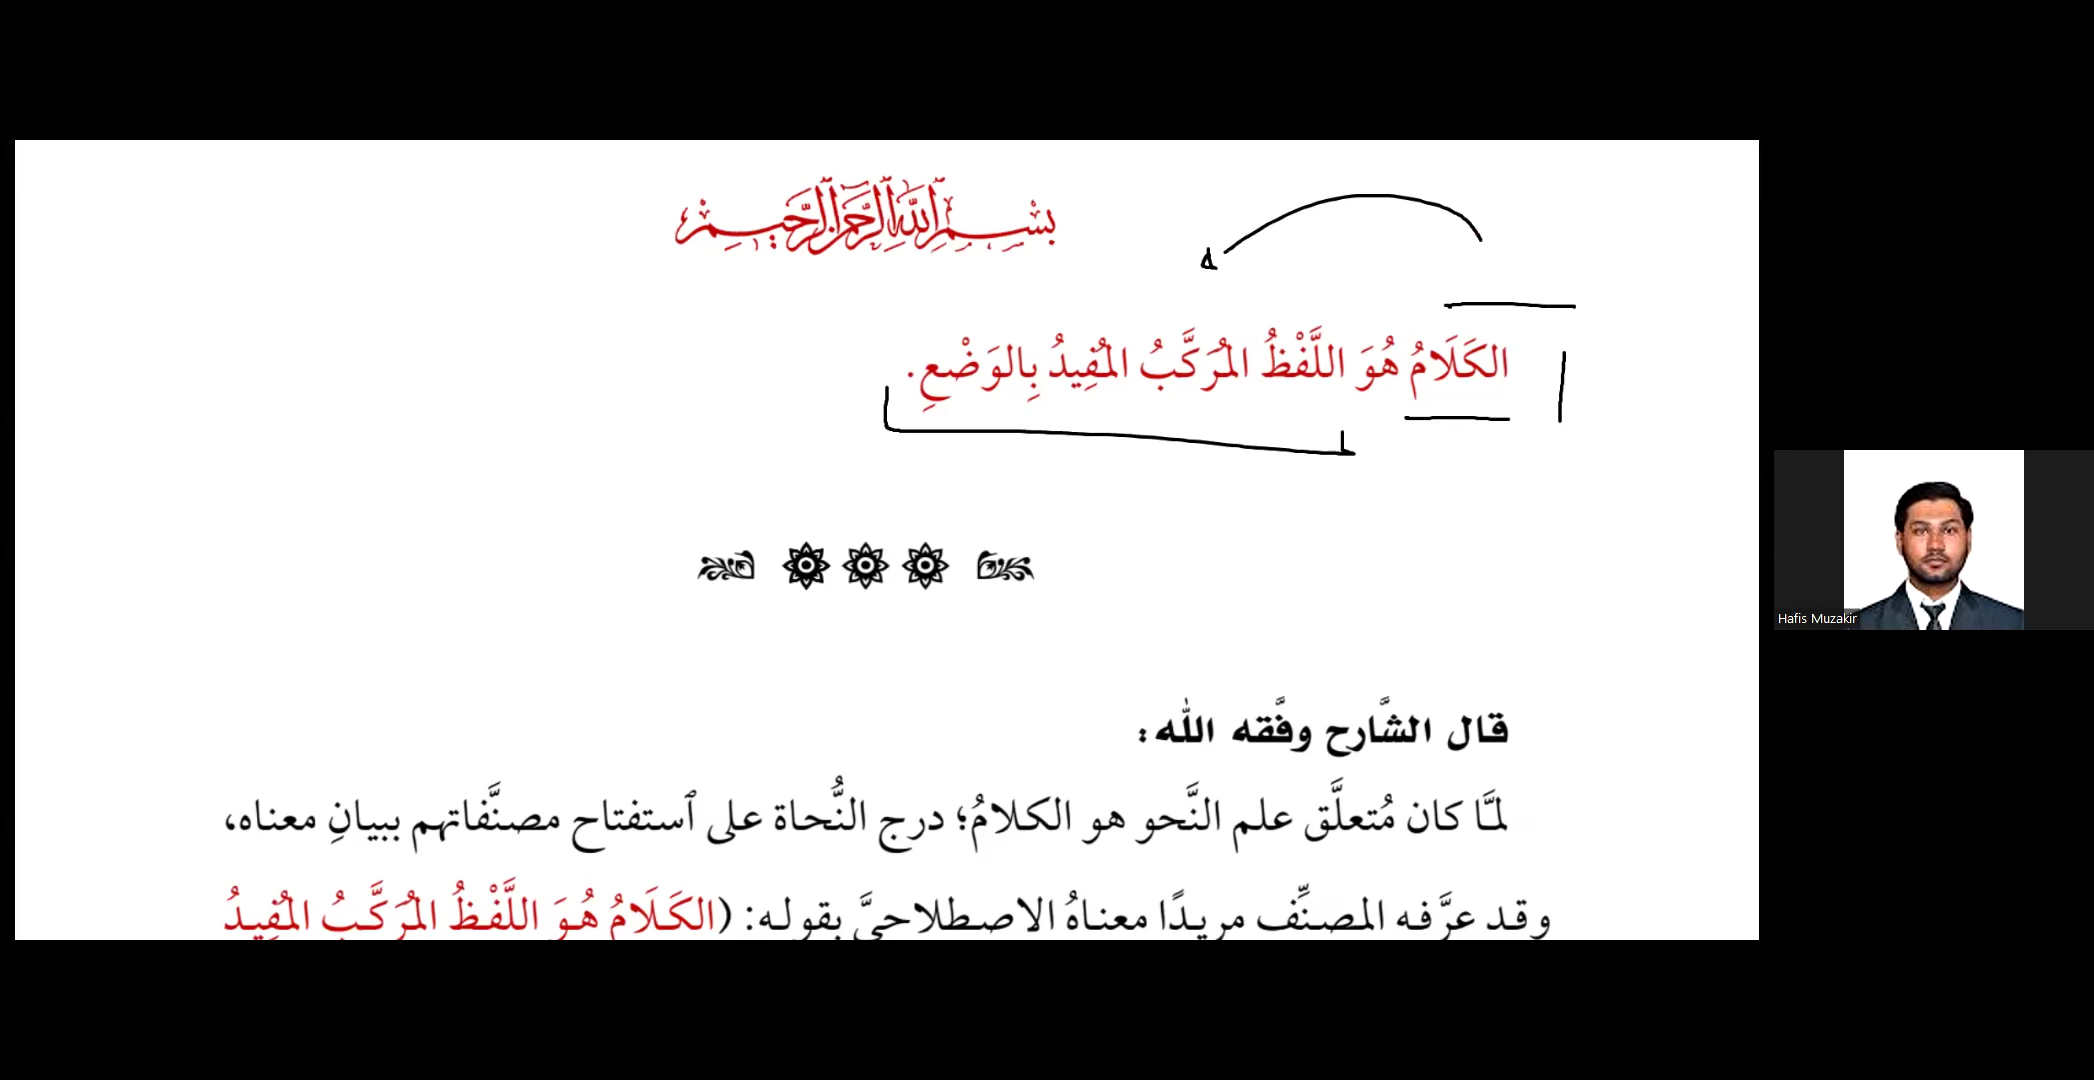 بِسْمِ اللَّهِ الرَّحْمَنِ الرَّحِيمِ
الكَلَامُ هُوَ اللَّفْظُ المُرَكَّبُ المُفِيدُ بِالوَضْعِ.
قال الشَّارح وفَّقه الله:
لمَّا كان مُتعلَّق علم النَّحو هو الكلامُ؛ درج النُّحاة على ٱستفتاح مصنَّفاتهم ببيانِ معناه،
وقد عرَّفه المصنِّف مريدًا معناهُ الاصطلاحيَّ بقوله: (الكَلَامُ هُوَ اللَّفْظُ المُرَكَّبُ المُفِيدُ
Hafis Muzakir